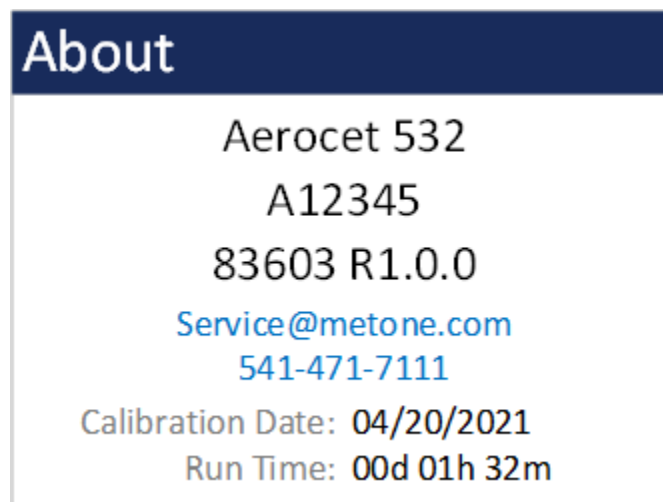 About
Aerocet 532
A12345
83603 R1.0.0
Service@metone.com
541-471-7111
Calibration Date: 04/20/2021
Run Time: 00d 01h 32m